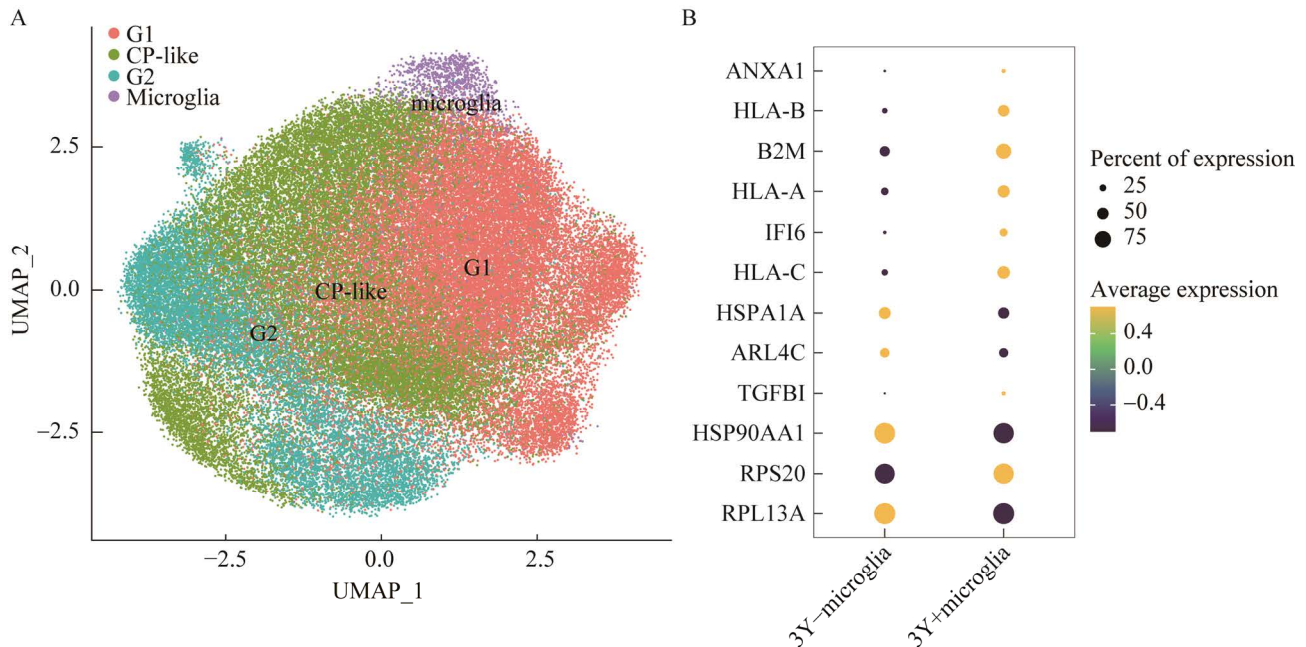 A
G1
CP-like
G2
Microglia
microglia
G1
CP-like
G2
2.5
0.0
−2.5
UMAP_2
−2.5
0.0
2.5
UMAP_1
B
ANXA1
HLA-B
B2M
HLA-A
IFI6
HLA-C
HSPA1A
ARL4C
TGFBI
HSP90AA1
RPS20
RPL13A
3Y−microglia
3Y+microglia
Percent of expression
25
50
75
Average expression
0.4
0.0
−0.4